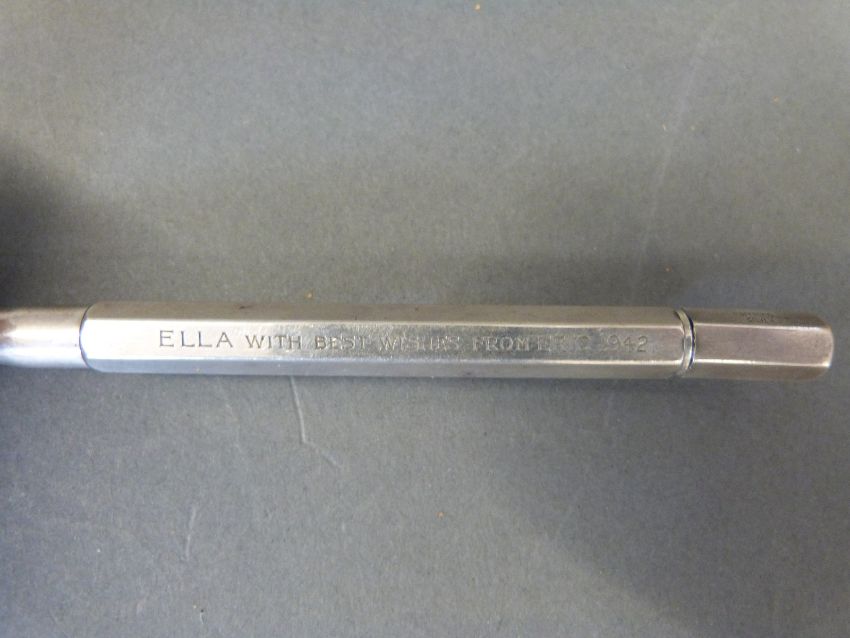 ELLA WITH BEST WISHES FROM 1942